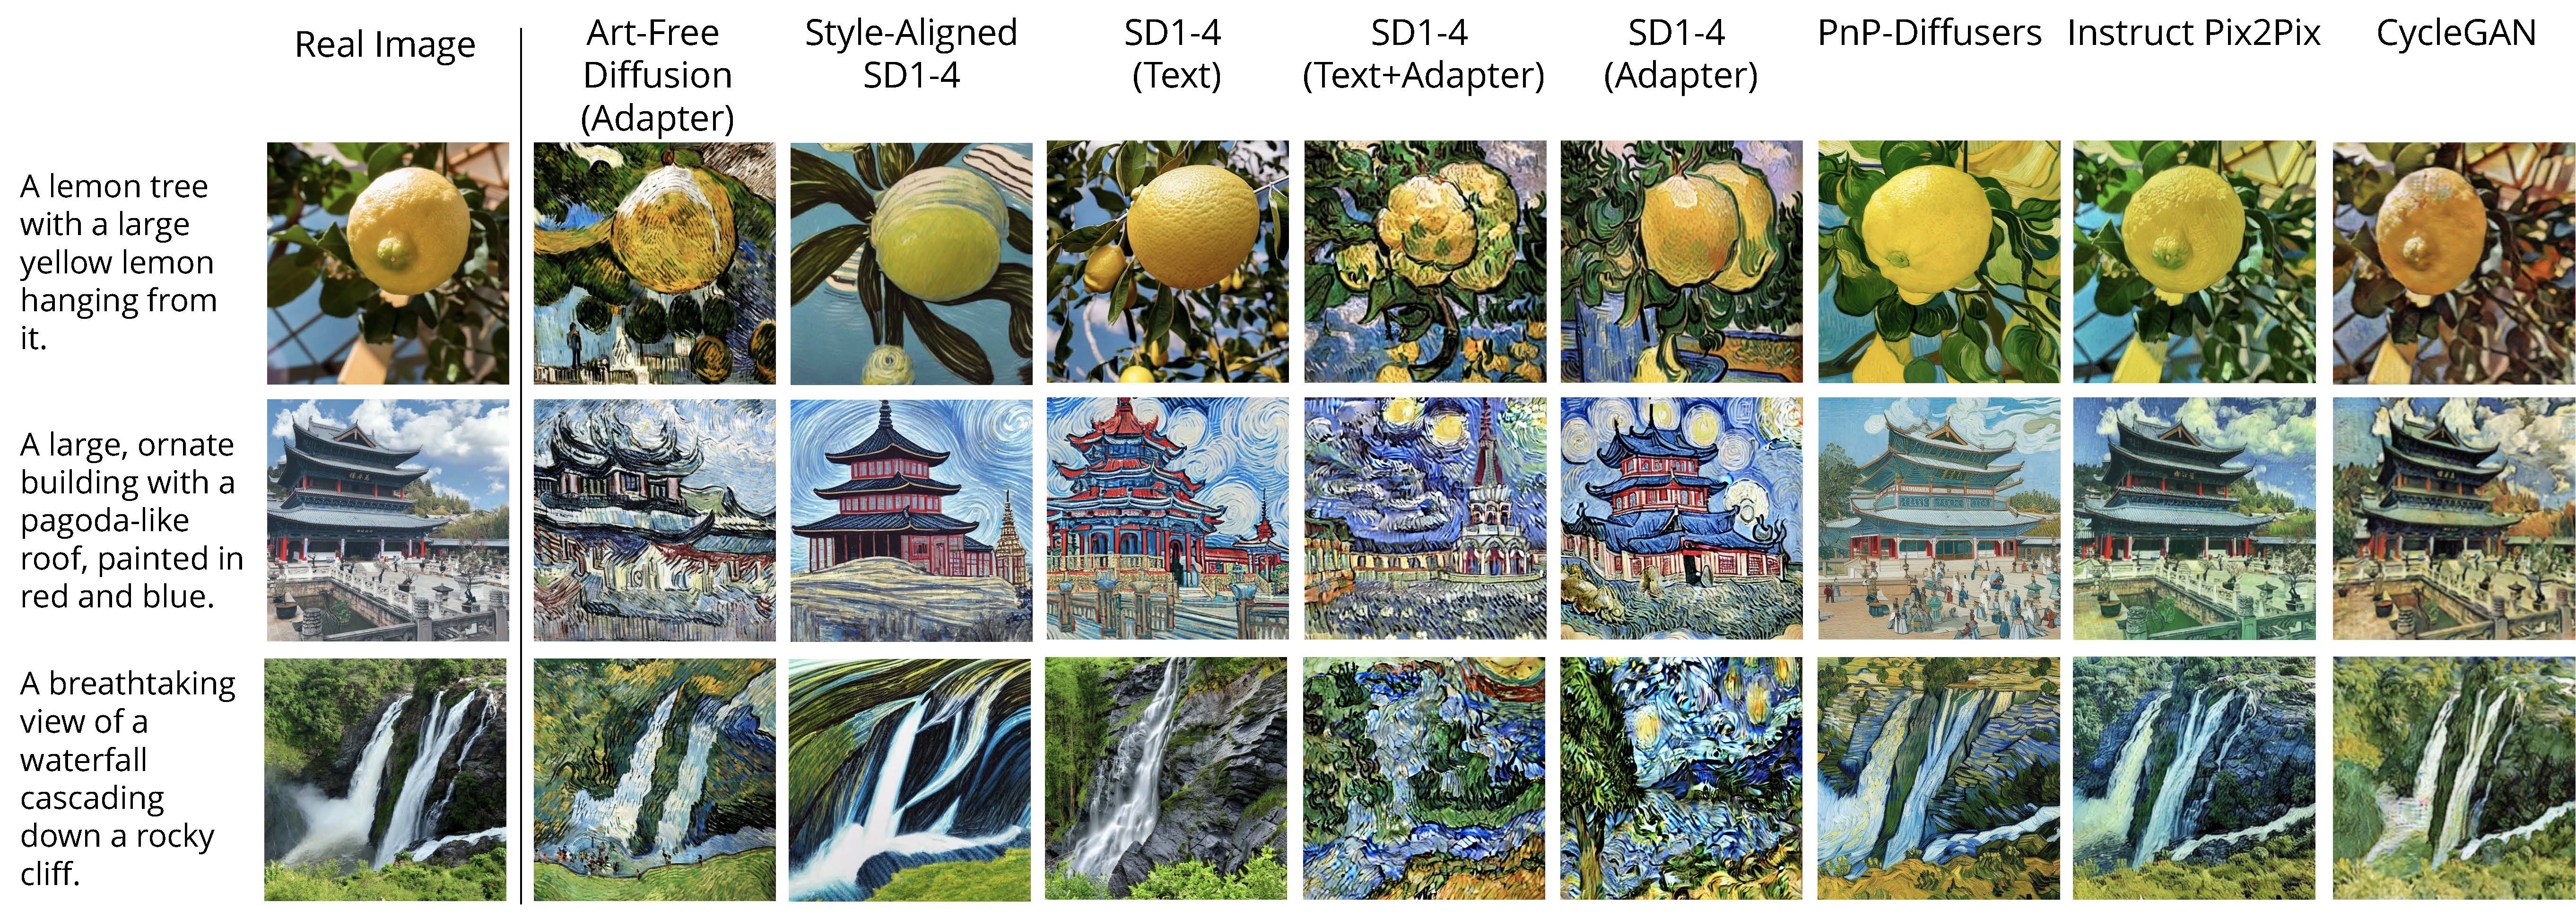 Real Image
Art-Free
Diffusion
(Adapter)
Style-Aligned
SD1-4
SD1-4
(Text)
SD1-4
(Text+Adapter)
SD1-4
(Adapter)
PnP-Diffusers
Instruct Pix2Pix
CycleGAN
A lemon tree
with a large
yellow lemon
hanging from
it.
A large, ornate
building with a
pagoda-like
roof, painted in
red and blue.
A breathtaking
view of a
waterfall
cascading
down a rocky
cliff.